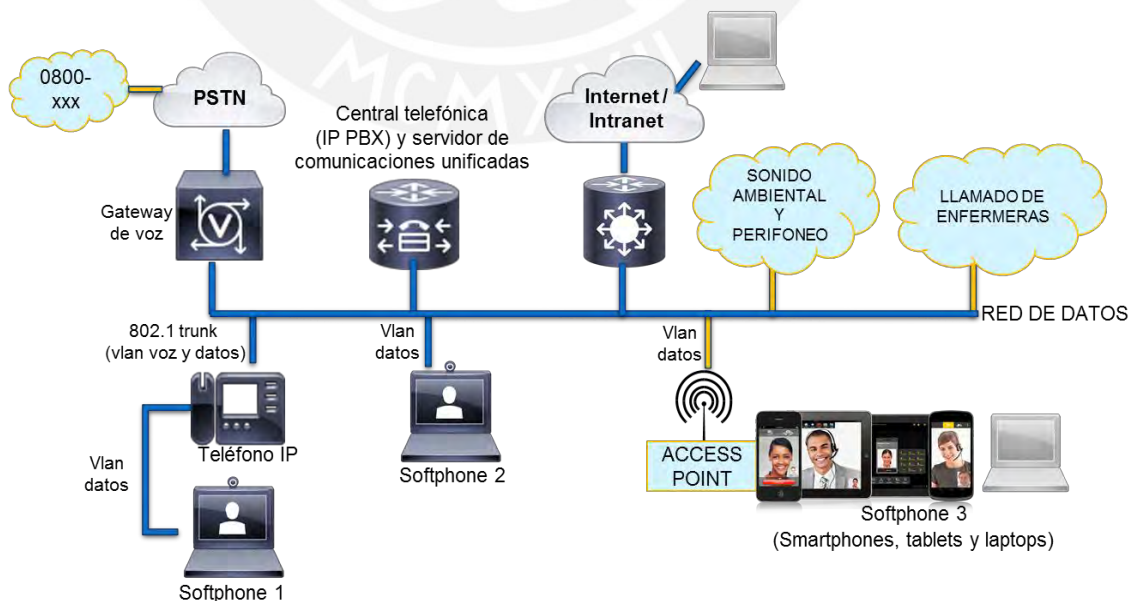 0800-
xxx
PSTN
Central telefónica
(IP PBX) y servidor de
comunicaciones unificadas
Internet /
Intranet
SONIDO
AMBIENTAL
Y
PERIFONEO
LLAMADO DE
ENFERMERAS
Gateway
de voz
V
RED DE DATOS
802.1 trunk
(vlan voz y datos)
Vlan
datos
Vlan
datos
Teléfono IP
Softphone 2
ACCESS
POINT
Vlan
datos
Softphone 3
(Smartphones, tablets y laptops)
Softphone 1